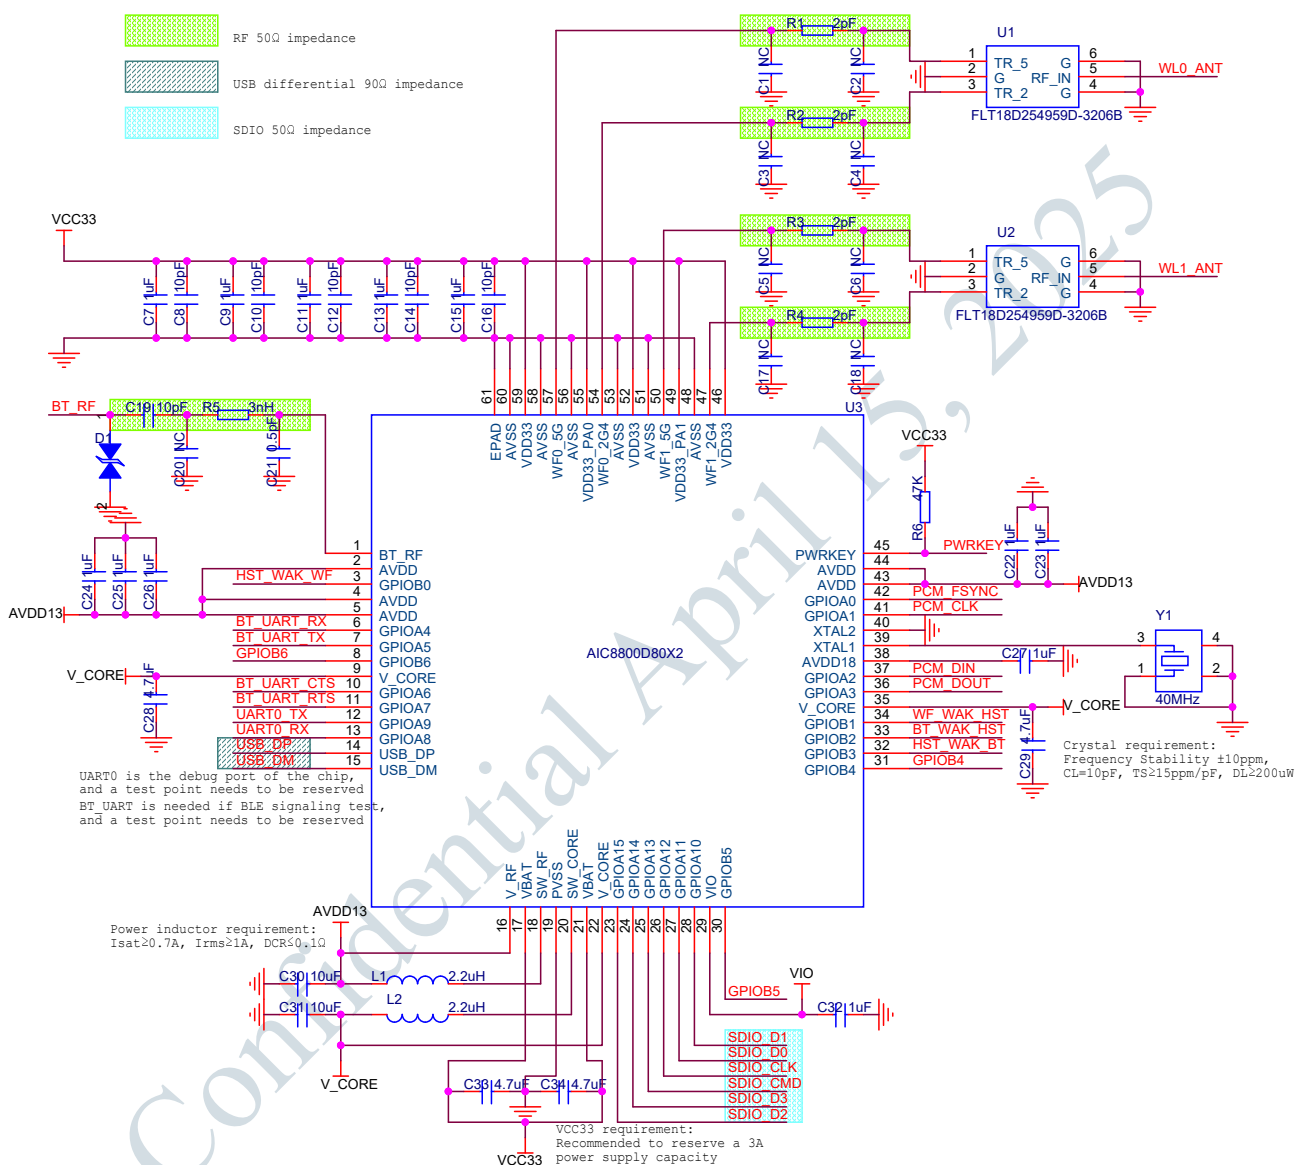 RF 50Ω impedance
USB differential 90Ω impedance
SDIO 50Ω impedance
R1 2pF
C1 NC
C2 NC
R2 2pF
C3 NC
C4 NC
U1
1 TR_5 G 6
2 G RF_IN 5 WL0_ANT
3 TR_2 G 4
FLT18D254959D-3206B
R3 2pF
C5 NC
C6 NC
R4 2pF
C17 NC
C18 NC
U2
1 TR_5 G 6
2 G RF_IN 5 WL1_ANT
3 TR_2 G 4
FLT18D254959D-3206B
VCC33
C7 1uF
C8 10pF
C9 1uF
C10 10pF
C11 1uF
C12 10pF
C13 1uF
C14 10pF
C15 1uF
C16 10pF
BT_RF
C19 10pF
R5 3nH
C20 NC
C21 0.5pF
D1
1
2
U3
AIC8800D80X2
61 EPAD
60 AVSS
59 VDD33
58 AVSS
57 WF0_5G
56 AVSS
55 VDD33_PA0
54 WF0_2G4
53 AVSS
52 VDD33
51 AVSS
50 WF1_5G
49 VDD33_PA1
48 AVSS
47 WF1_2G4
46 VDD33
C24 1uF
C25 1uF
C26 1uF
AVDD13
1 BT_RF
2 AVDD
HST_WAK_WF 3 GPIOB0
4 AVDD
5 AVDD
BT_UART_RX 6 GPIOA4
BT_UART_TX 7 GPIOA5
GPIOB6 8 GPIOB6
V_CORE 9 V_CORE
C28 4.7uF
BT_UART_CTS 10 GPIOA6
BT_UART_RTS 11 GPIOA7
UART0_TX 12 GPIOA9
UART0_RX 13 GPIOA8
USB_DP 14 USB_DP
USB_DM 15 USB_DM
UART0 is the debug port of the chip,
and a test point needs to be reserved
BT_UART is needed if BLE signaling test,
and a test point needs to be reserved
VCC33
R6 47K
PWRKEY 45 PWRKEY
AVDD 44
AVDD 43 AVDD13
C22 1uF
C23 1uF
GPIOA0 42 PCM_FSYNC
GPIOA1 41 PCM_CLK
XTAL2 40
XTAL1 39
AVDD18 38 C27 1uF
GPIOA2 37 PCM_DIN
GPIOA3 36 PCM_DOUT
V_CORE 35 V_CORE
GPIOB1 34 WF_WAK_HST
GPIOB2 33 BT_WAK_HST
GPIOB3 32 HST_WAK_BT
GPIOB4 31 GPIOB4
C29 4.7uF
Y1
3 4
1 2
40MHz
Crystal requirement:
Frequency Stability ±10ppm,
CL=10pF, TS≥15ppm/pF, DL≥200uW
V_RF 16
VBAT 17
SW_RF 18
PVSS 19
SW_CORE 20
VBAT 21
V_CORE 22
GPIOA15 23
GPIOA14 24
GPIOA13 25
GPIOA12 26
GPIOA11 27
GPIOA10 28
VIO 29
GPIOB5 30
AVDD13
Power inductor requirement:
Isat≥0.7A, Irms≥1A, DCR≤0.1Ω
C30 10uF L1 2.2uH
C31 10uF L2 2.2uH
V_CORE
C33 4.7uF
C34 4.7uF
VCC33
VCC33 requirement:
Recommended to reserve a 3A
power supply capacity
GPIOB5
VIO
C32 1uF
SDIO_D1
SDIO_D0
SDIO_CLK
SDIO_CMD
SDIO_D3
SDIO_D2
Confidential April 15, 2025